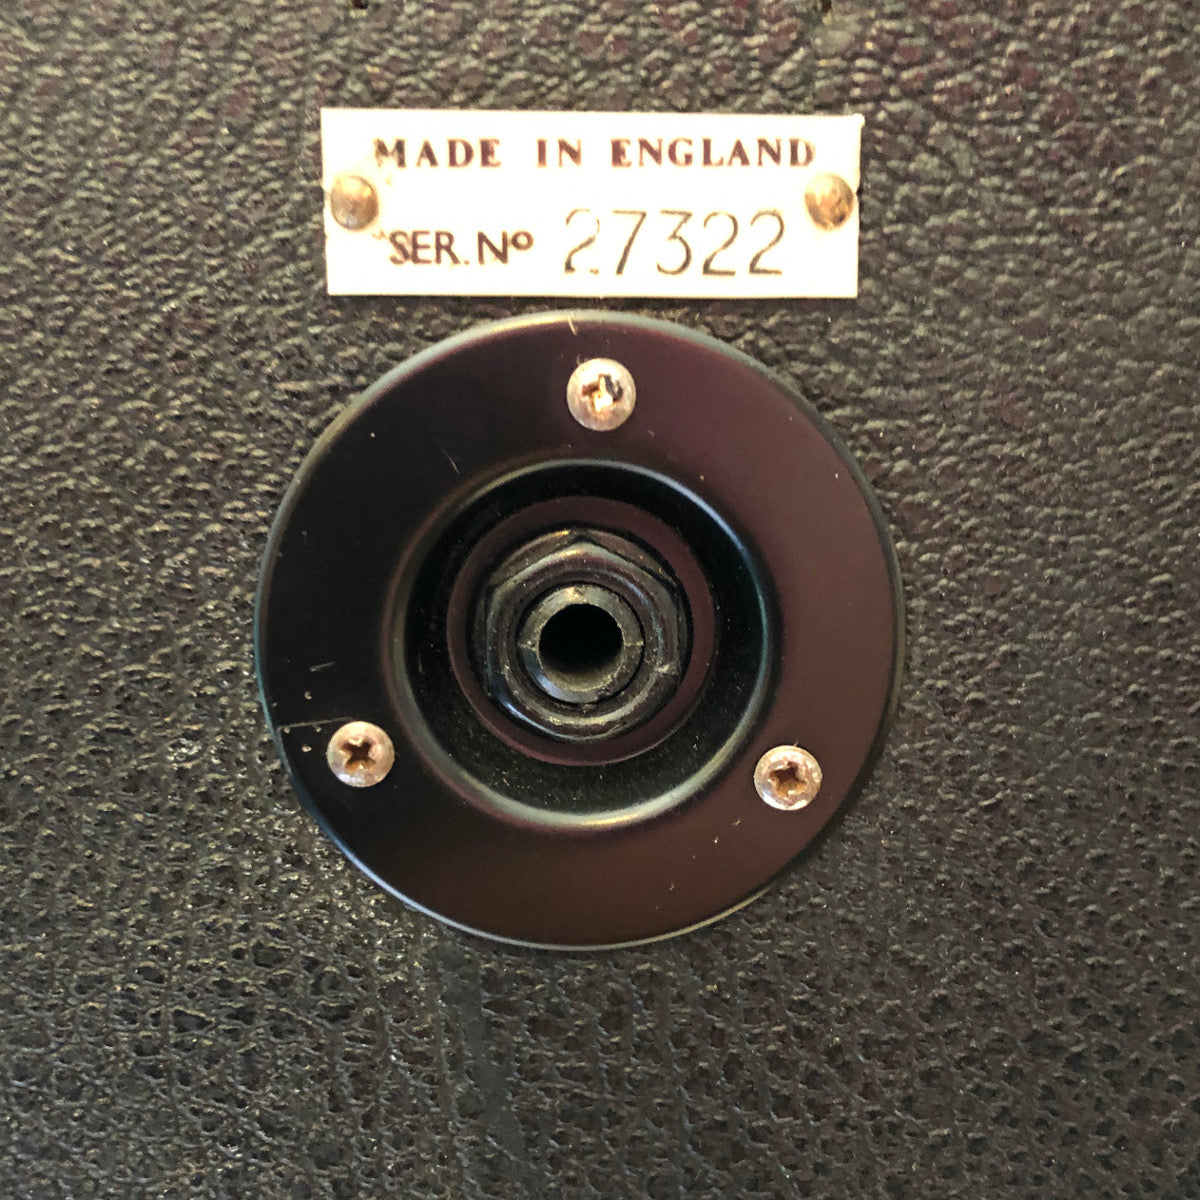 MADE IN ENGLAND
SER. Nº 27322